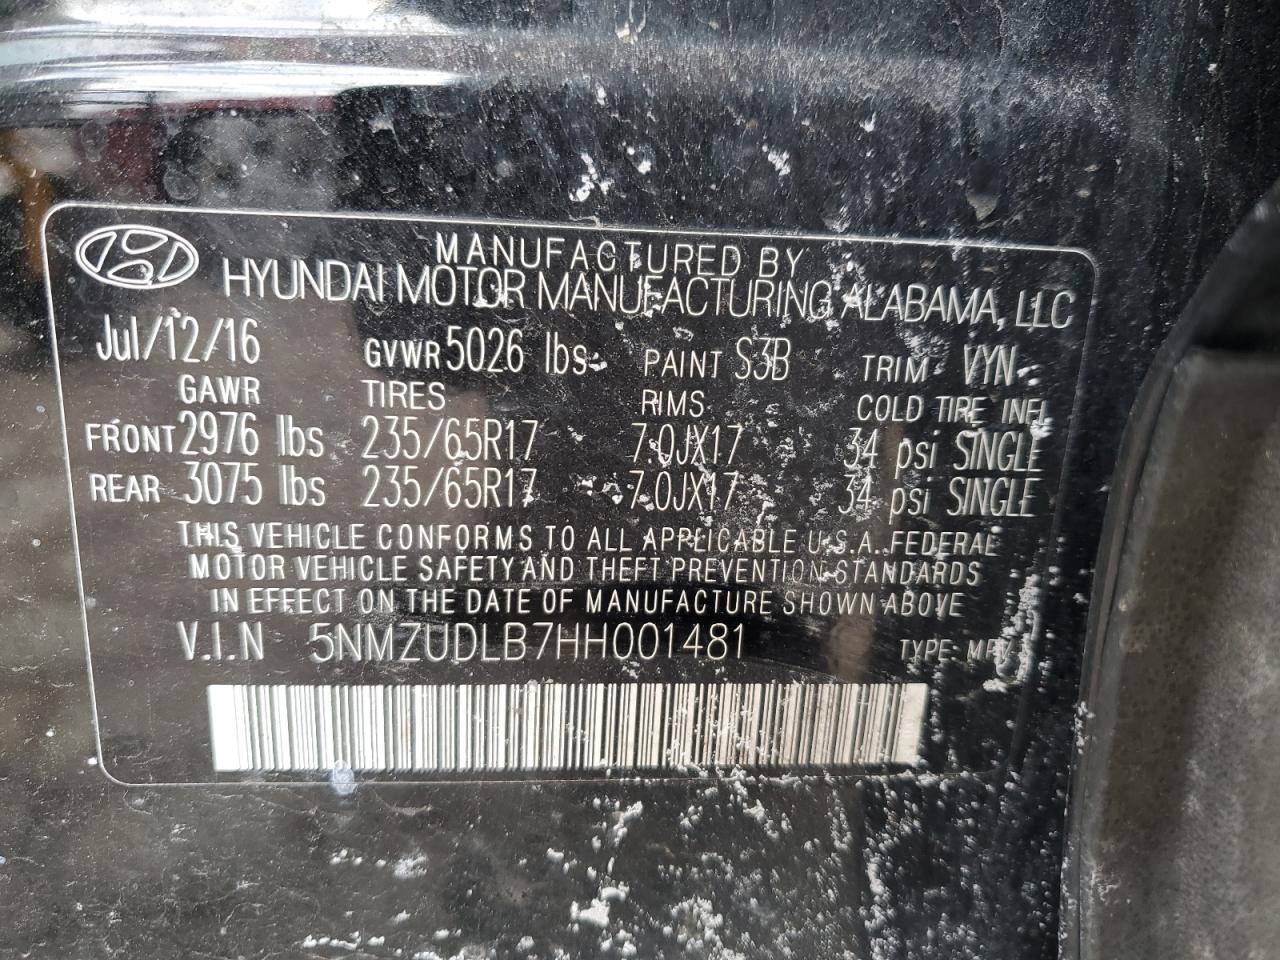 MANUFACTURED BY
HYUNDAI MOTOR MANUFACTURING ALABAMA, LLC
Jul/12/16 GVWR 5026 lbs PAINT S3B TRIM VYN
GAWR TIRES RIMS COLD TIRE INFL
FRONT 2976 lbs 235/65R17 7.0JX17 34 psi SINGLE
REAR 3075 lbs 235/65R17 7.0JX17 34 psi SINGLE
THIS VEHICLE CONFORMS TO ALL APPLICABLE U.S.A. FEDERAL
MOTOR VEHICLE SAFETY AND THEFT PREVENTION STANDARDS
IN EFFECT ON THE DATE OF MANUFACTURE SHOWN ABOVE
V.I.N 5NMZUDLB7HH001481 TYPE: